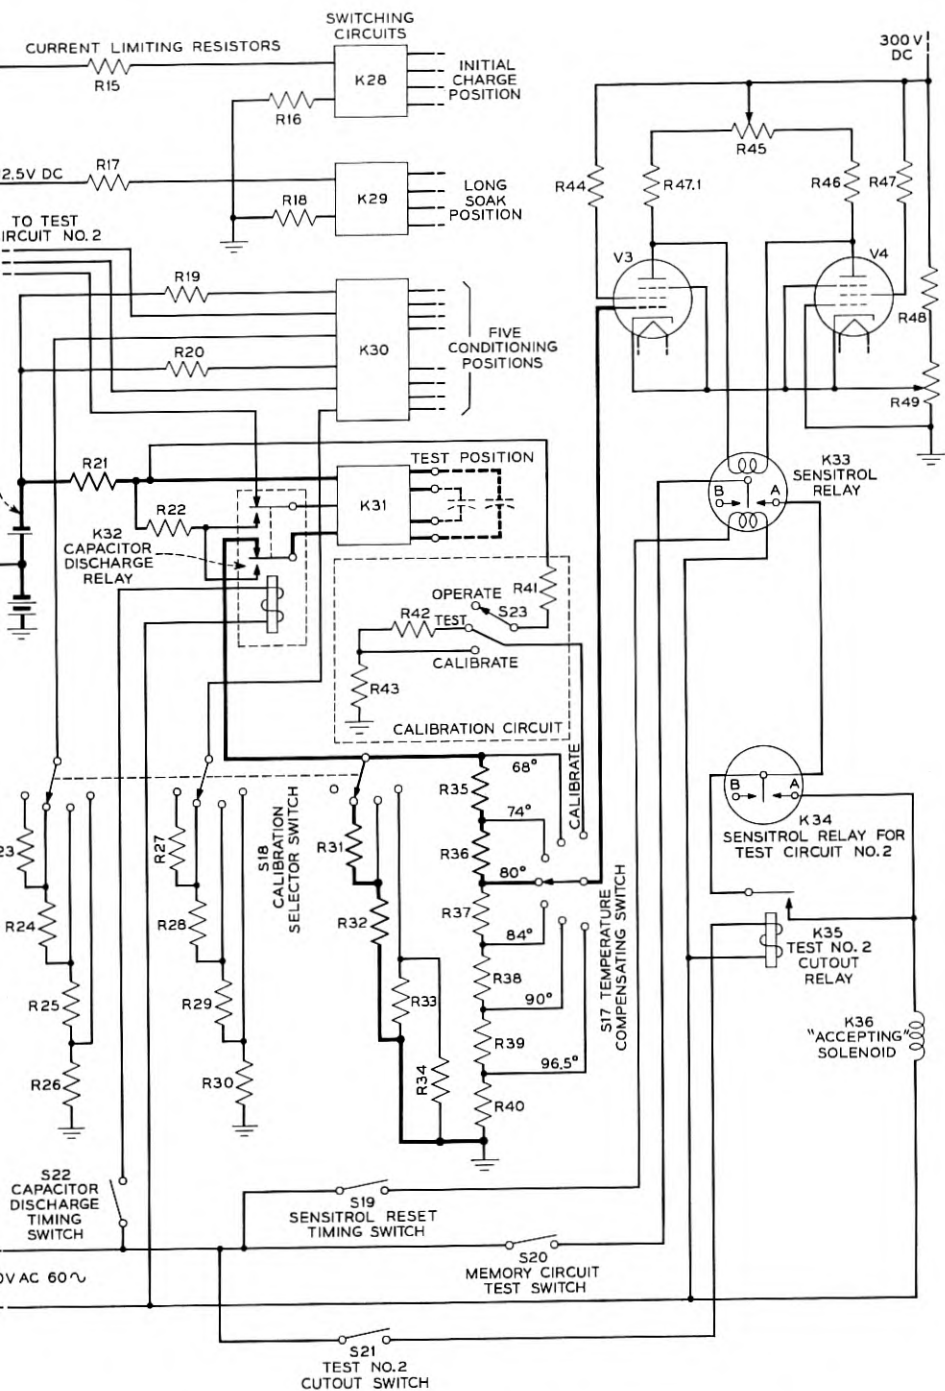 SWITCHING
CIRCUITS
CURRENT LIMITING RESISTORS
R15
K28
INITIAL
CHARGE
POSITION
R16
300 V
DC
2.5V DC
R17
R18
K29
LONG
SOAK
POSITION
R44
R47.1
R45
R46
R47
TO TEST
IRCUIT NO. 2
R19
K30
FIVE
CONDITIONING
POSITIONS
R20
V3
V4
R48
R49
R21
R22
K32
CAPACITOR
DISCHARGE
RELAY
TEST POSITION
K31
K33
SENSITROL
RELAY
B
A
R41
OPERATE
S23
R42
TEST
CALIBRATE
R43
CALIBRATION CIRCUIT
68°
R35
74°
R36
80°
R37
84°
R38
90°
R39
96.5°
R40
CALIBRATE
S17 TEMPERATURE
COMPENSATING SWITCH
23
R24
R25
R26
R27
R28
R29
R30
S18
CALIBRATION
SELECTOR SWITCH
R31
R32
R33
R34
B
A
K34
SENSITROL RELAY FOR
TEST CIRCUIT NO.2
K35
TEST NO. 2
CUTOUT
RELAY
K36
"ACCEPTING"
SOLENOID
S22
CAPACITOR
DISCHARGE
TIMING
SWITCH
S19
SENSITROL RESET
TIMING SWITCH
S20
MEMORY CIRCUIT
TEST SWITCH
0V AC 60∿
S21
TEST NO.2
CUTOUT SWITCH